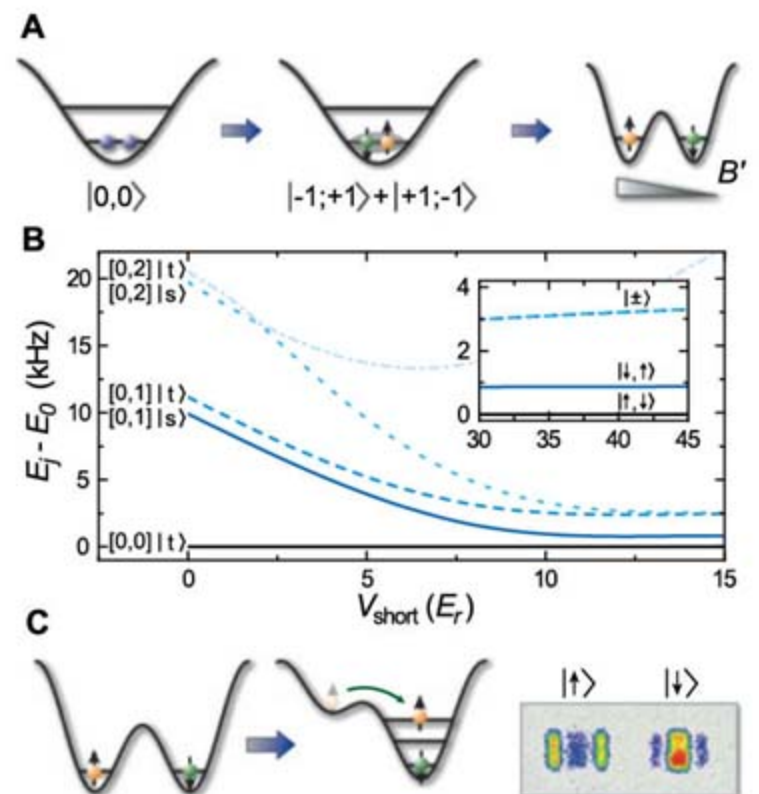 A
|0,0⟩
|-1;+1⟩+|+1;-1⟩
B′
B
E_j - E_0 (kHz)
20
15
10
5
0
[0,2]|t⟩
[0,2]|s⟩
[0,1]|t⟩
[0,1]|s⟩
[0,0]|t⟩
4
2
0
|±⟩
|↓,↑⟩
|↑,↓⟩
30 35 40 45
0 5 10 15
V_short (E_r)
C
|↑⟩ |↓⟩